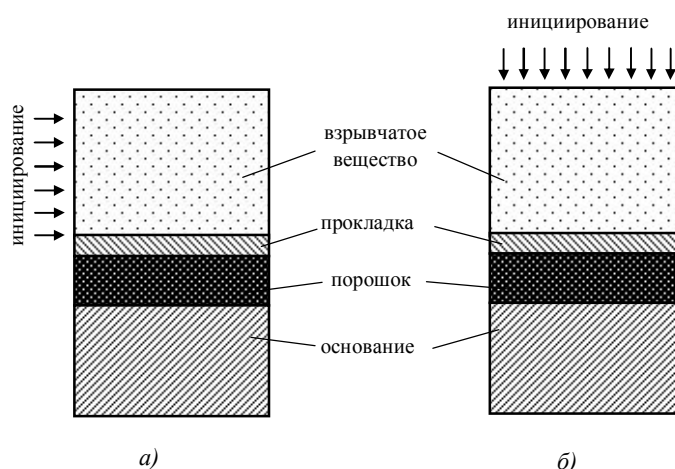 инициирование
инициирование
взрывчатое
вещество
прокладка
порошок
основание
а)
б)